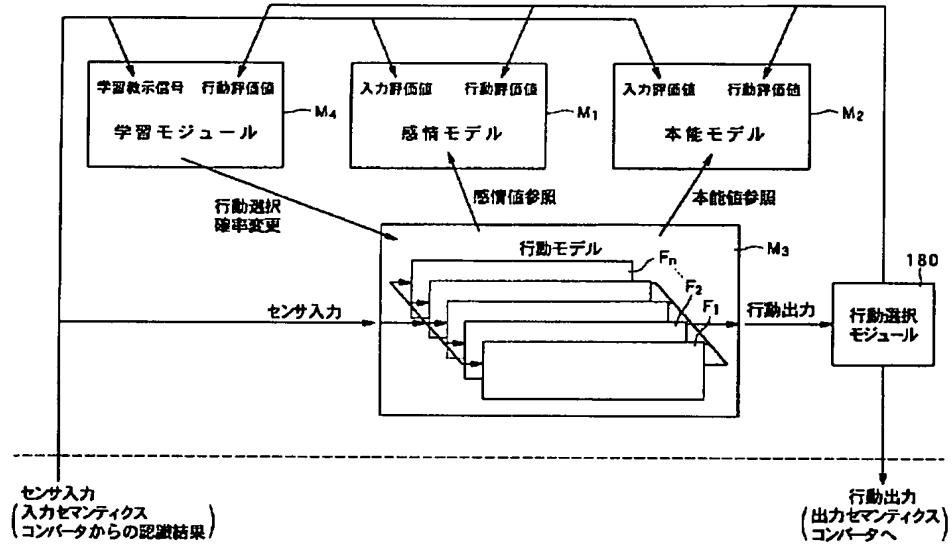 学習教示信号 行動評価値
学習モジュール
M4
入力評価値 行動評価値
感情モデル
M1
入力評価値 行動評価値
本能モデル
M2
行動選択
確率変更
感情値参照
本能値参照
行動モデル
M3
Fn
F2
F1
センサ入力
行動出力
180
行動選択
モジュール
センサ入力
(入力セマンティクス
コンバータからの認識結果)
行動出力
(出力セマンティクス
コンバータへ)